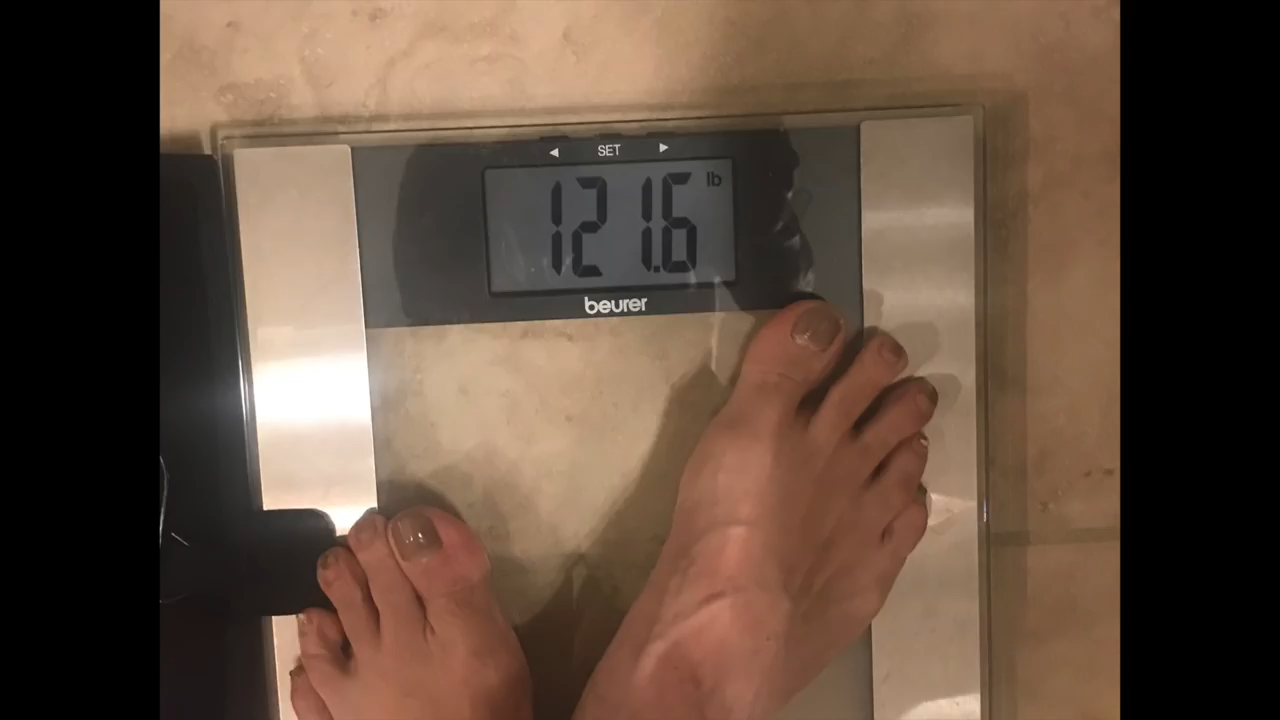 ◄ SET ►
121.6 lb
beurer